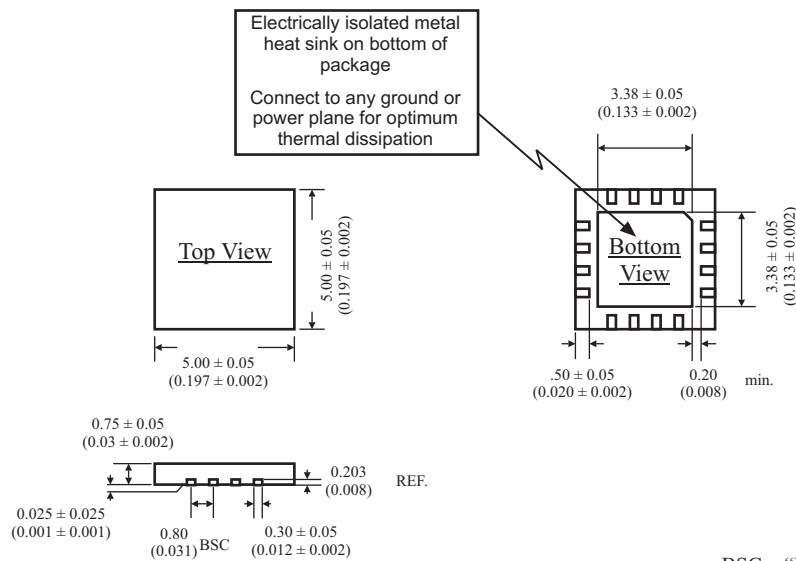 Electrically isolated metal
heat sink on bottom of
package
Connect to any ground or
power plane for optimum
thermal dissipation
3.38 ± 0.05
(0.133 ± 0.002)
Top View
5.00 ± 0.05
(0.197 ± 0.002)
Bottom
View
3.38 ± 0.05
(0.133 ± 0.002)
5.00 ± 0.05
(0.197 ± 0.002)
.50 ± 0.05
(0.020 ± 0.002)
0.20
(0.008)
min.
0.75 ± 0.05
(0.03 ± 0.002)
0.203
(0.008)
REF.
0.025 ± 0.025
(0.001 ± 0.001)
0.80
(0.031)
BSC
0.30 ± 0.05
(0.012 ± 0.002)